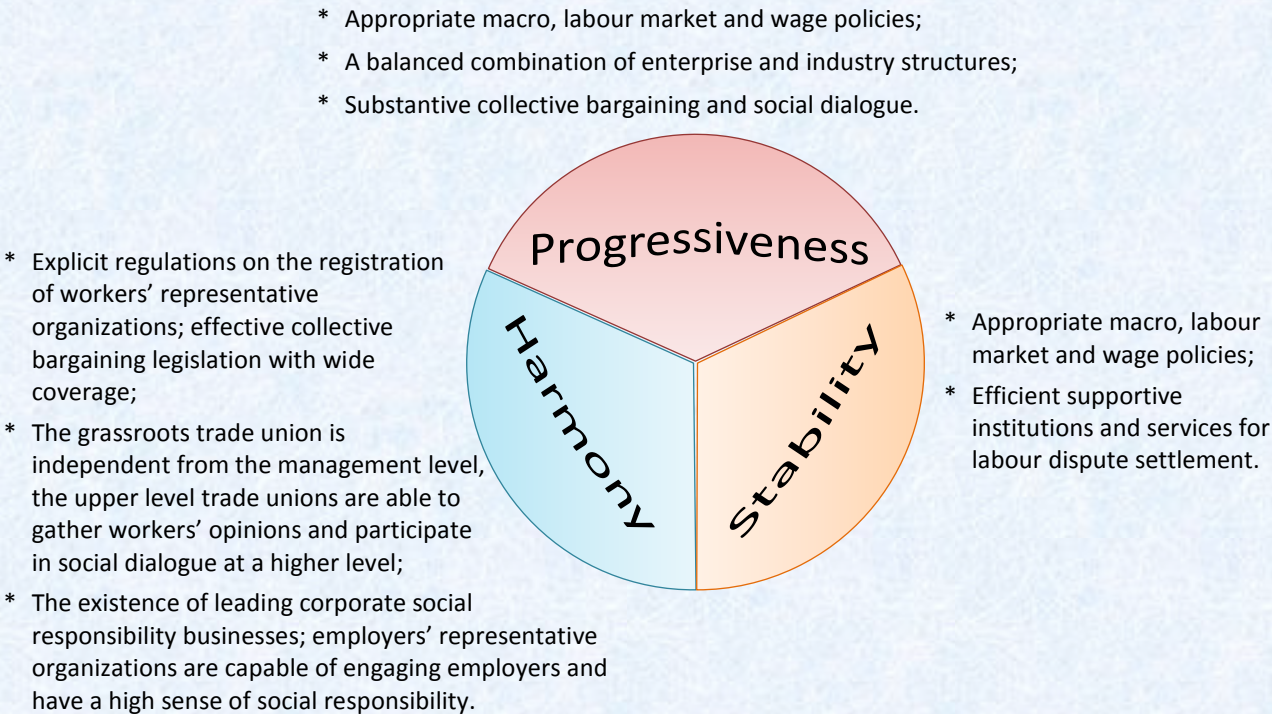 * Appropriate macro, labour market and wage policies;
* A balanced combination of enterprise and industry structures;
* Substantive collective bargaining and social dialogue.
Progressiveness
Harmony
Stability
* Explicit regulations on the registration
of workers’ representative
organizations; effective collective
bargaining legislation with wide
coverage;
* The grassroots trade union is
independent from the management level,
the upper level trade unions are able to
gather workers’ opinions and participate
in social dialogue at a higher level;
* The existence of leading corporate social
responsibility businesses; employers’ representative
organizations are capable of engaging employers and
have a high sense of social responsibility.
* Appropriate macro, labour
market and wage policies;
* Efficient supportive
institutions and services for
labour dispute settlement.